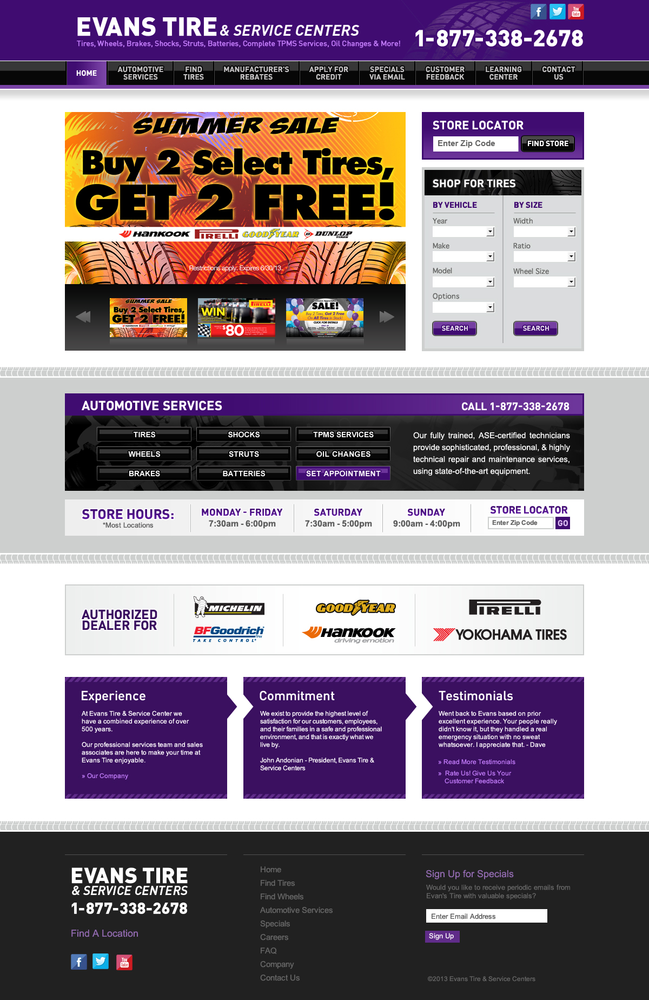 EVANS TIRE & SERVICE CENTERS
Tires, Wheels, Brakes, Shocks, Struts, Batteries, Complete TPMS Services, Oil Changes & More!
1-877-338-2678
HOME
AUTOMOTIVE
SERVICES
FIND
TIRES
MANUFACTURER'S
REBATES
APPLY FOR
CREDIT
SPECIALS
VIA EMAIL
CUSTOMER
FEEDBACK
LEARNING
CENTER
CONTACT
US
SUMMER SALE
Buy 2 Select Tires,
GET 2 FREE!
HANKOOK PIRELLI GOODYEAR DUNLOP
Restrictions apply. Expires 6/30/13.
SUMMER SALE
Buy 2 Select Tires,
GET 2 FREE!
WIN
$80
SALE!
STORE LOCATOR
Enter Zip Code
FIND STORE
SHOP FOR TIRES
BY VEHICLE
Year
Make
Model
Options
SEARCH
BY SIZE
Width
Ratio
Wheel Size
SEARCH
AUTOMOTIVE SERVICES
CALL 1-877-338-2678
TIRES
SHOCKS
TPMS SERVICES
WHEELS
STRUTS
OIL CHANGES
BRAKES
BATTERIES
SET APPOINTMENT
Our fully trained, ASE-certified technicians
provide sophisticated, professional, & highly
technical repair and maintenance services,
using state-of-the-art equipment.
STORE HOURS:
*Most Locations
MONDAY - FRIDAY
7:30am - 6:00pm
SATURDAY
7:30am - 5:00pm
SUNDAY
9:00am - 4:00pm
STORE LOCATOR
Enter Zip Code
GO
AUTHORIZED
DEALER FOR
MICHELIN
GOODYEAR
PIRELLI
BFGoodrich
TAKE CONTROL
HANKOOK
driving emotion
YOKOHAMA TIRES
Experience
At Evans Tire & Service Center we
have a combined experience of over
500 years.
Our professional services team and sales
associates are here to make your time at
Evans Tire enjoyable.
» Our Company
Commitment
We exist to provide the highest level of
satisfaction for our customers, employees,
and their families in a safe and professional
environment, and that is exactly what we
live by.
John Andonian - President, Evans Tire &
Service Centers
Testimonials
Went back to Evans based on prior
excellent experience. Your people really
didn't know it, but they handled a real
emergency situation with no sweat
whatsoever. I appreciate that. - Dave
» Read More Testimonials
» Rate Us! Give Us Your
Customer Feedback
EVANS TIRE
& SERVICE CENTERS
1-877-338-2678
Find A Location
Home
Find Tires
Find Wheels
Automotive Services
Specials
Careers
FAQ
Company
Contact Us
Sign Up for Specials
Would you like to receive periodic emails from
Evan's Tire with valuable specials?
Enter Email Address
Sign Up
©2013 Evans Tire & Service Centers